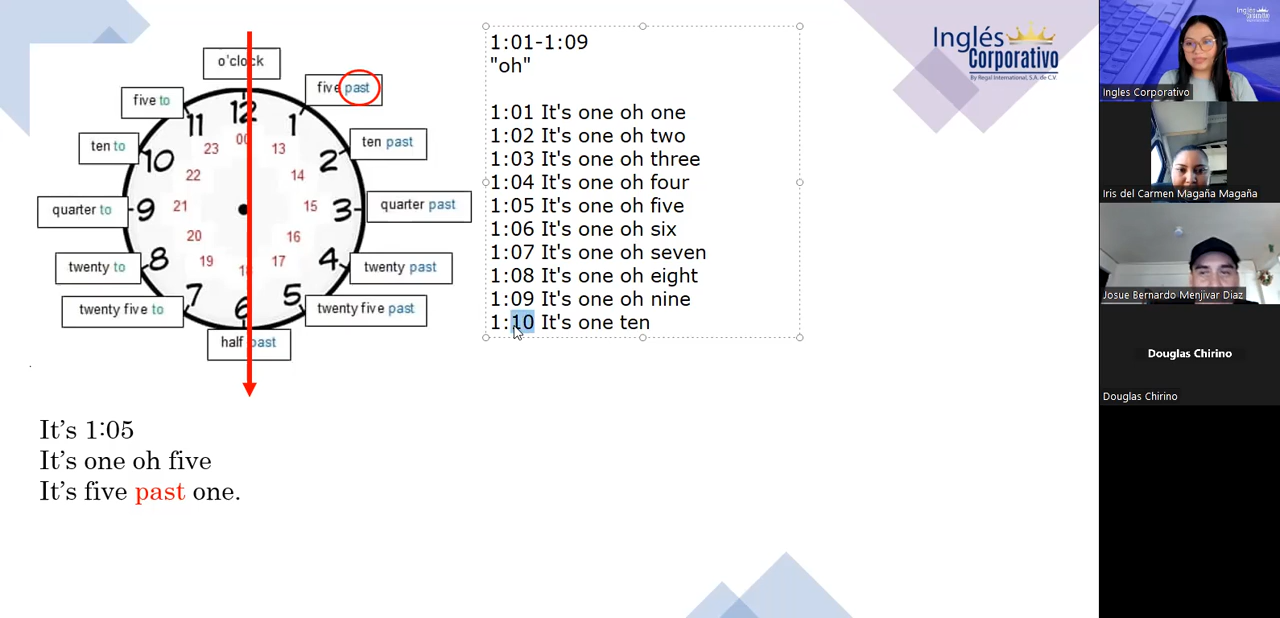 o'clock
five past
ten past
quarter past
twenty past
twenty five past
half past
twenty five to
twenty to
quarter to
ten to
five to
12
1
2
3
4
5
6
7
8
9
10
11
00
13
14
15
16
17
19
20
21
22
23
It's 1:05
It's one oh five
It's five past one.
1:01-1:09
"oh"
1:01 It's one oh one
1:02 It's one oh two
1:03 It's one oh three
1:04 It's one oh four
1:05 It's one oh five
1:06 It's one oh six
1:07 It's one oh seven
1:08 It's one oh eight
1:09 It's one oh nine
1:10 It's one ten
Inglés
Corporativo
By Regal International, S.A. de C.V.
Ingles Corporativo
Iris del Carmen Magaña Magaña
Josue Bernardo Menjivar Diaz
Douglas Chirino
Douglas Chirino